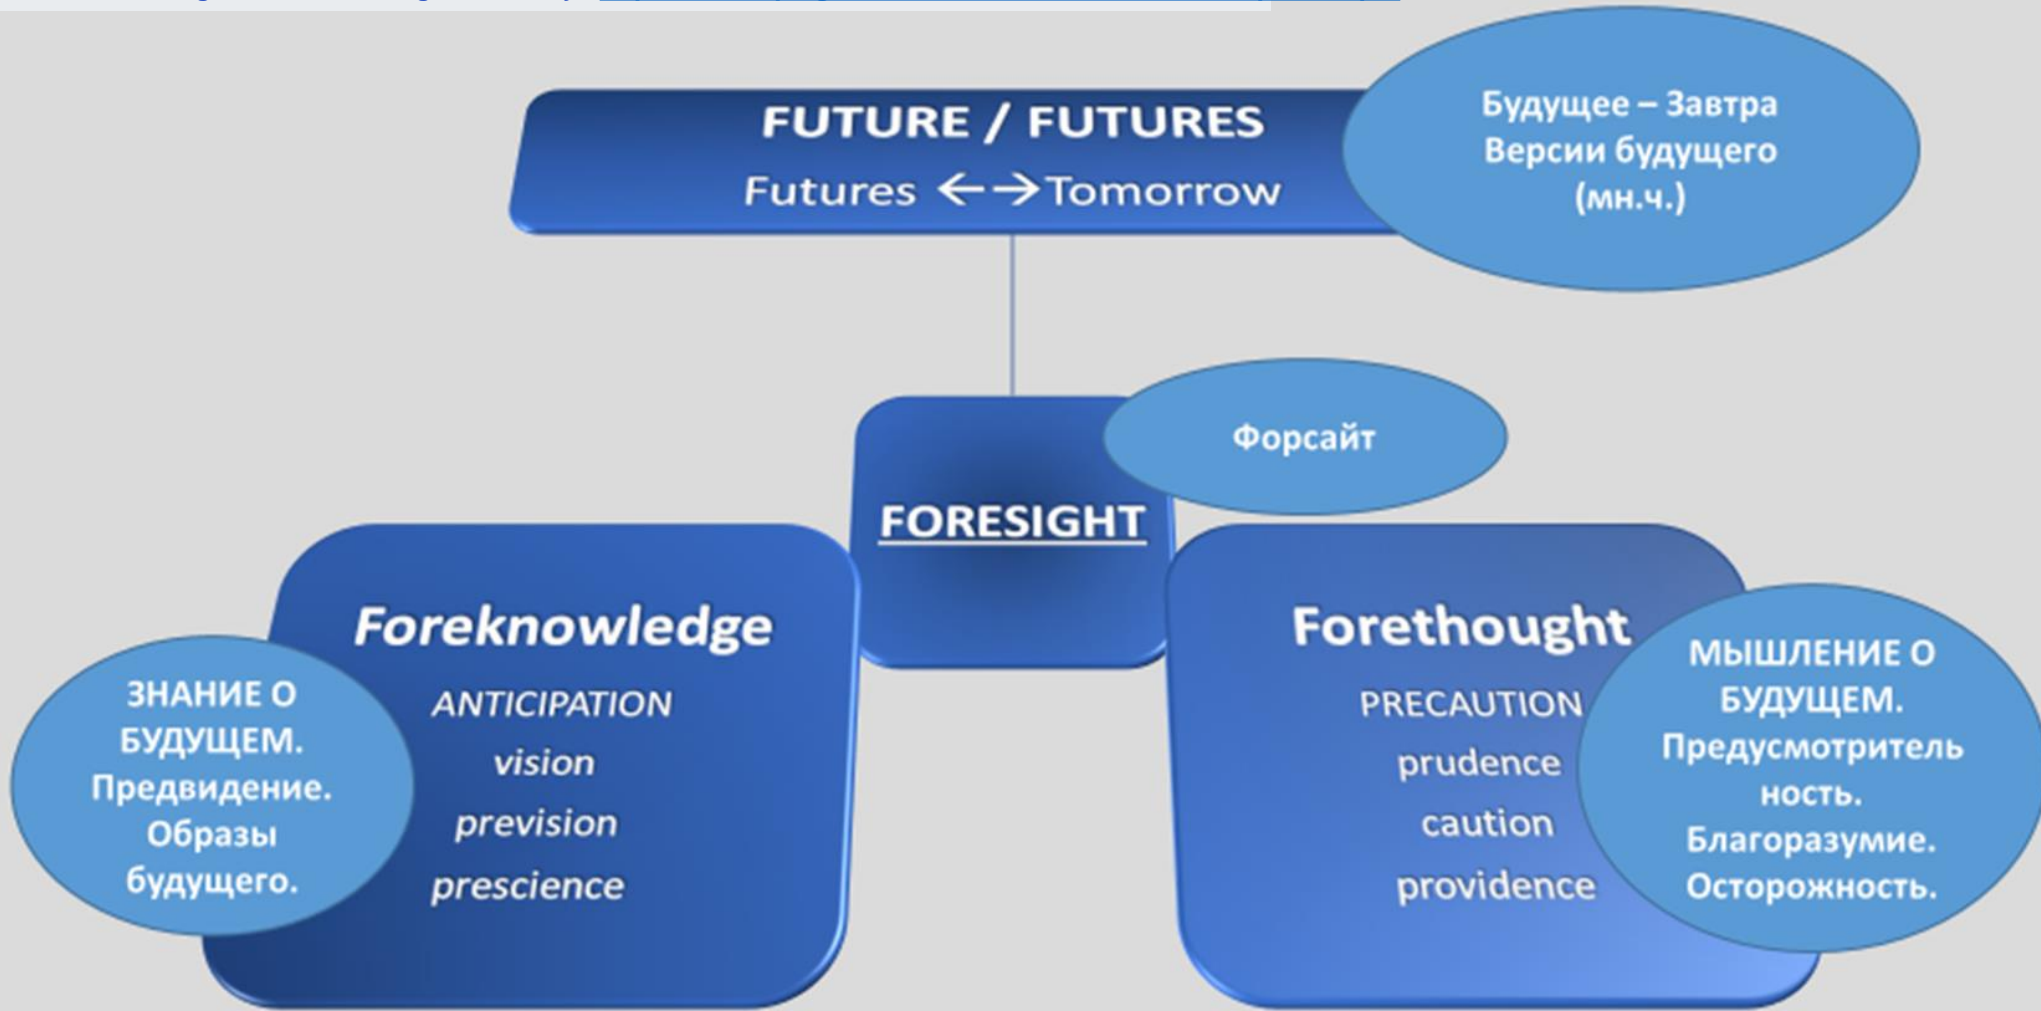 FUTURE / FUTURES
Futures ←→Tomorrow
Будущее – Завтра
Версии будущего
(мн.ч.)
Форсайт
FORESIGHT
Foreknowledge
ANTICIPATION
vision
prevision
prescience
ЗНАНИЕ О
БУДУЩЕМ.
Предвидение.
Образы
будущего.
Forethought
PRECAUTION
prudence
caution
providence
МЫШЛЕНИЕ О
БУДУЩЕМ.
Предусмотритель
ность.
Благоразумие.
Осторожность.